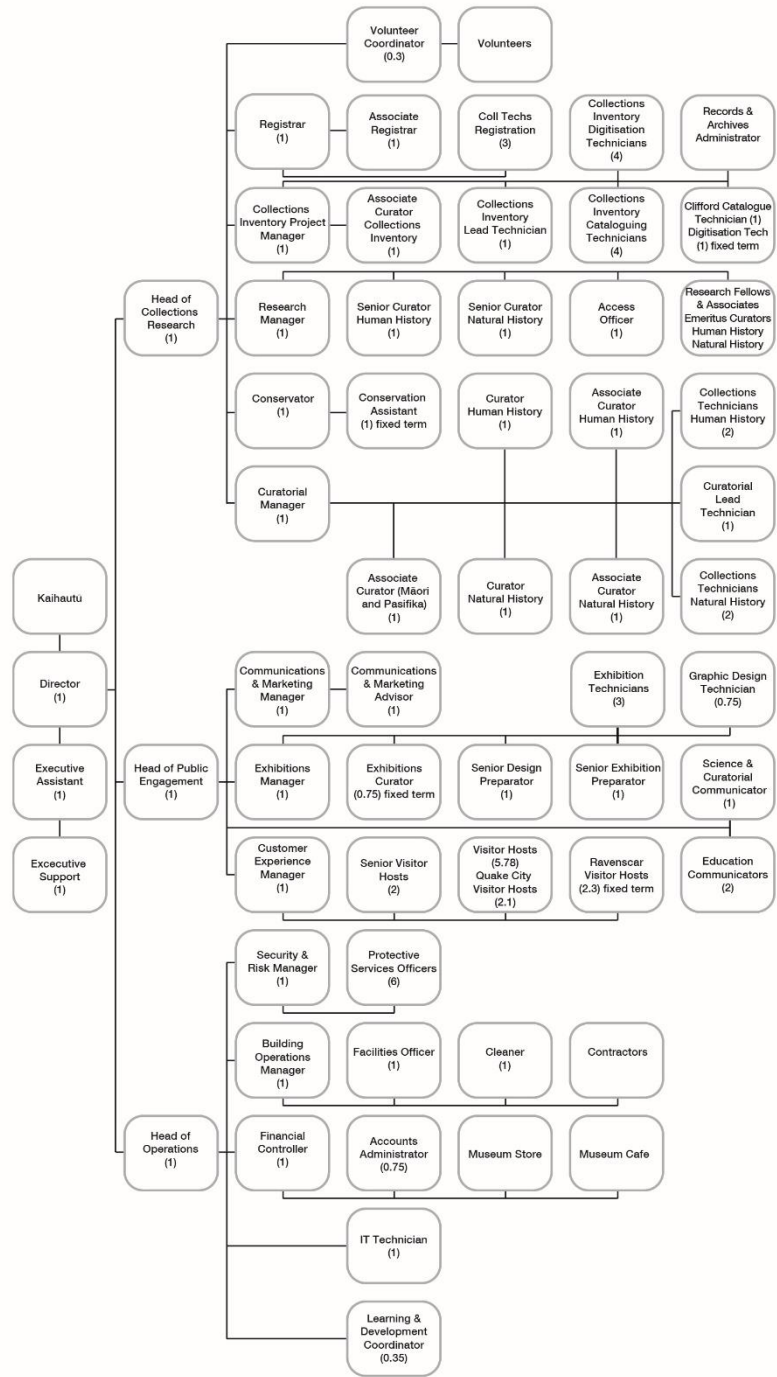 Volunteer
Coordinator
(0.3)
Volunteers
Registrar
(1)
Associate
Registrar
(1)
Coll Techs
Registration
(3)
Collections
Inventory
Digitisation
Technicians
(4)
Records &
Archives
Administrator
Collections
Inventory Project
Manager
(1)
Associate
Curator
Collections
Inventory
(1)
Collections
Inventory
Lead Technician
(1)
Collections
Inventory
Cataloguing
Technicians
(4)
Clifford Catalogue
Technician (1)
Digitisation Tech
(1) fixed term
Head of
Collections
Research
(1)
Research
Manager
(1)
Senior Curator
Human History
(1)
Senior Curator
Natural History
(1)
Access
Officer
(1)
Research Fellows
& Associates
Emeritus Curators
Human History
Natural History
Conservator
(1)
Conservation
Assistant
(1) fixed term
Curator
Human History
(1)
Associate
Curator
Human History
(1)
Collections
Technicians
Human History
(2)
Curatorial
Manager
(1)
Curatorial
Lead
Technician
(1)
Associate
Curator (Māori
and Pasifika)
(1)
Curator
Natural History
(1)
Associate
Curator
Natural History
(1)
Collections
Technicians
Natural History
(2)
Kaihautū
Director
(1)
Executive
Assistant
(1)
Excecutive
Support
(1)
Communications
& Marketing
Manager
(1)
Communications
& Marketing
Advisor
(1)
Exhibition
Technicians
(3)
Graphic Design
Technician
(0.75)
Head of Public
Engagement
(1)
Exhibitions
Manager
(1)
Exhibitions
Curator
(0.75) fixed term
Senior Design
Preparator
(1)
Senior Exhibition
Preparator
(1)
Science &
Curatorial
Communicator
(1)
Customer
Experience
Manager
(1)
Senior Visitor
Hosts
(2)
Visitor Hosts
(5.78)
Quake City
Visitor Hosts
(2.1)
Ravenscar
Visitor Hosts
(2.3) fixed term
Education
Communicators
(2)
Security &
Risk Manager
(1)
Protective
Services Officers
(6)
Building
Operations
Manager
(1)
Facilities Officer
(1)
Cleaner
(1)
Contractors
Head of
Operations
(1)
Financial
Controller
(1)
Accounts
Administrator
(0.75)
Museum Store
Museum Cafe
IT Technician
(1)
Learning &
Development
Coordinator
(0.35)